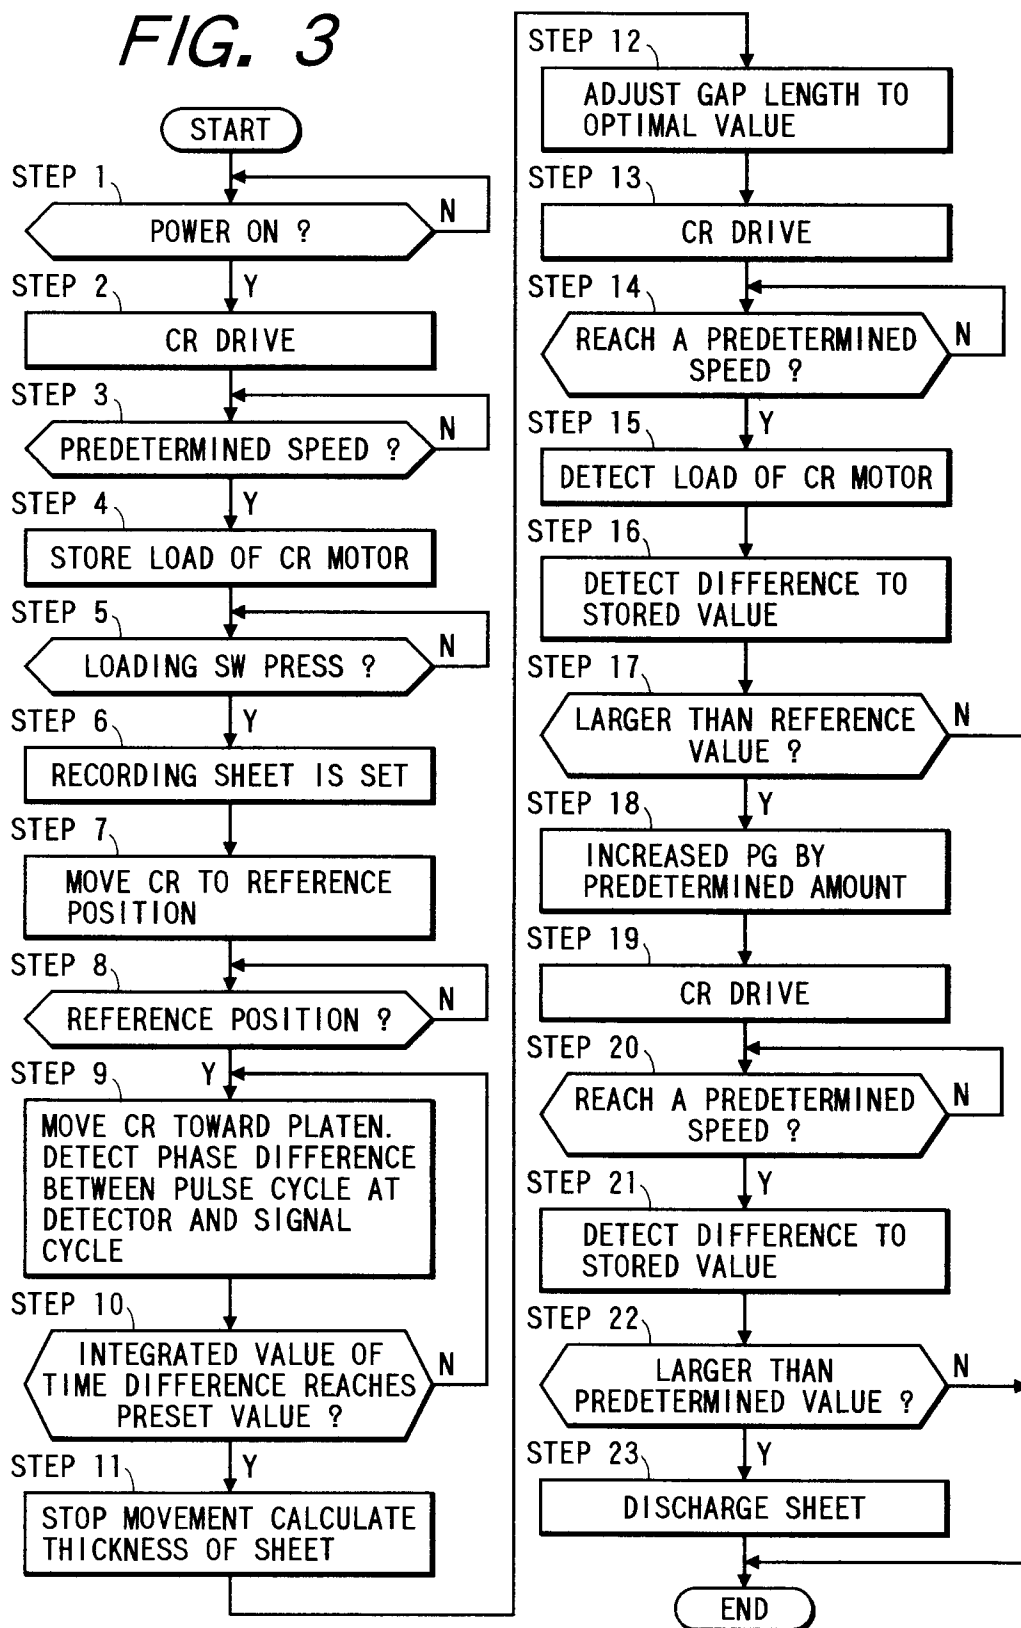 FIG. 3
START
STEP 1
POWER ON ?
N
Y
STEP 2
CR DRIVE
STEP 3
PREDETERMINED SPEED ?
N
Y
STEP 4
STORE LOAD OF CR MOTOR
STEP 5
LOADING SW PRESS ?
N
Y
STEP 6
RECORDING SHEET IS SET
STEP 7
MOVE CR TO REFERENCE
POSITION
STEP 8
REFERENCE POSITION ?
N
Y
STEP 9
MOVE CR TOWARD PLATEN.
DETECT PHASE DIFFERENCE
BETWEEN PULSE CYCLE AT
DETECTOR AND SIGNAL
CYCLE
STEP 10
INTEGRATED VALUE OF
TIME DIFFERENCE REACHES
PRESET VALUE ?
N
Y
STEP 11
STOP MOVEMENT CALCULATE
THICKNESS OF SHEET
STEP 12
ADJUST GAP LENGTH TO
OPTIMAL VALUE
STEP 13
CR DRIVE
STEP 14
REACH A PREDETERMINED
SPEED ?
N
Y
STEP 15
DETECT LOAD OF CR MOTOR
STEP 16
DETECT DIFFERENCE TO
STORED VALUE
STEP 17
LARGER THAN REFERENCE
VALUE ?
N
Y
STEP 18
INCREASED PG BY
PREDETERMINED AMOUNT
STEP 19
CR DRIVE
STEP 20
REACH A PREDETERMINED
SPEED ?
N
Y
STEP 21
DETECT DIFFERENCE TO
STORED VALUE
STEP 22
LARGER THAN
PREDETERMINED VALUE ?
N
Y
STEP 23
DISCHARGE SHEET
END